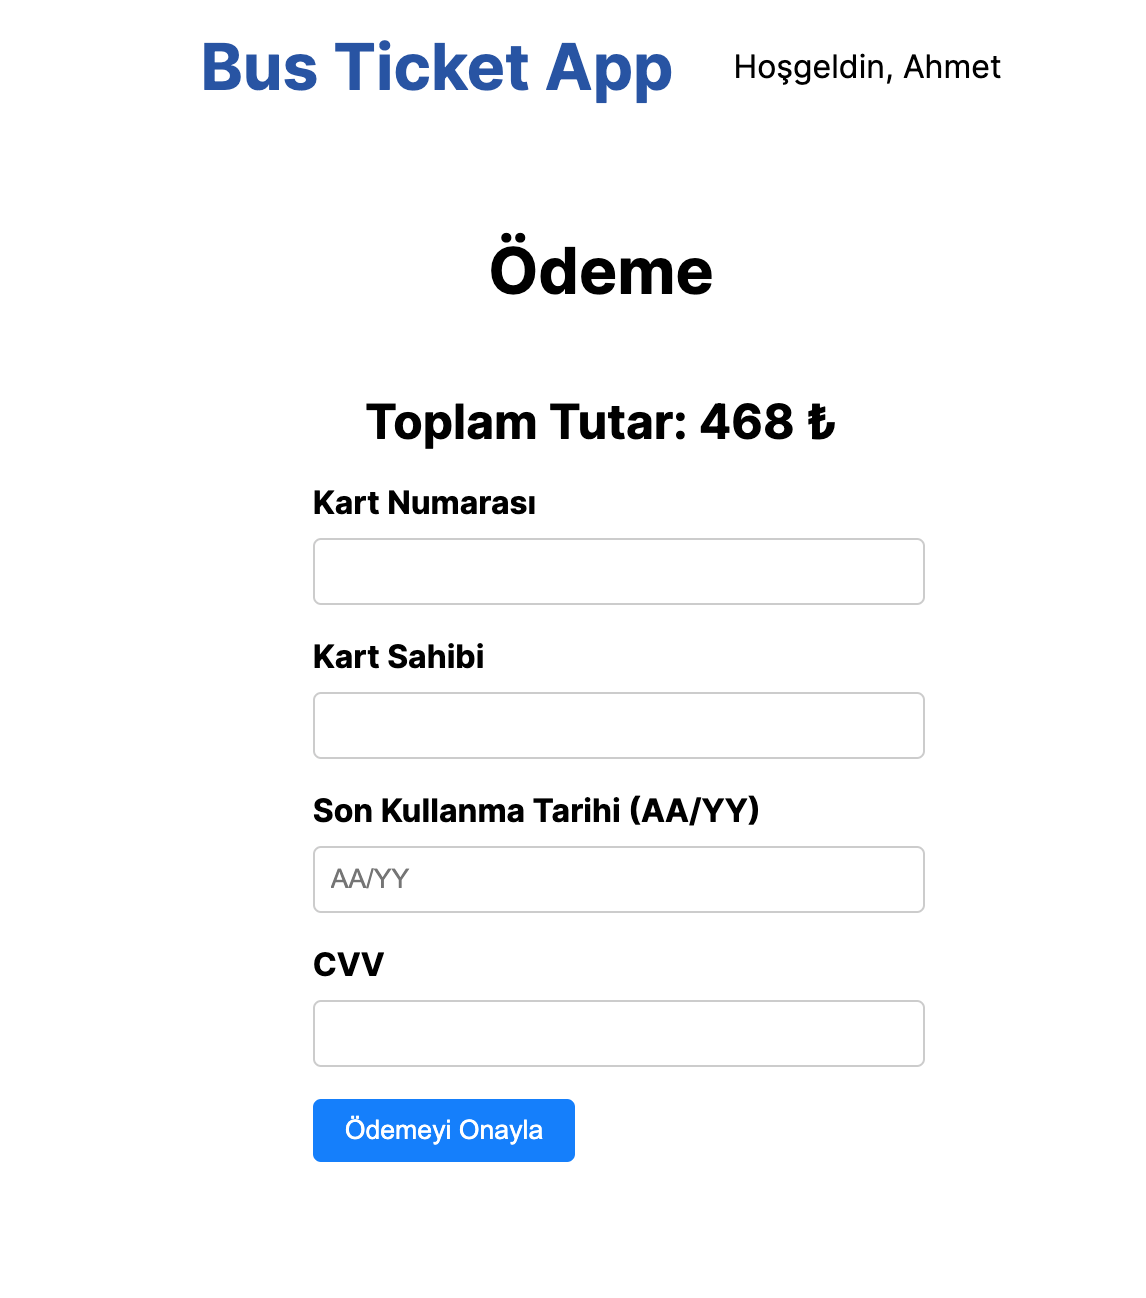 Bus Ticket App
Hoşgeldin, Ahmet
Ödeme
Toplam Tutar: 468 ₺
Kart Numarası
Kart Sahibi
Son Kullanma Tarihi (AA/YY)
AA/YY
CVV
Ödemeyi Onayla